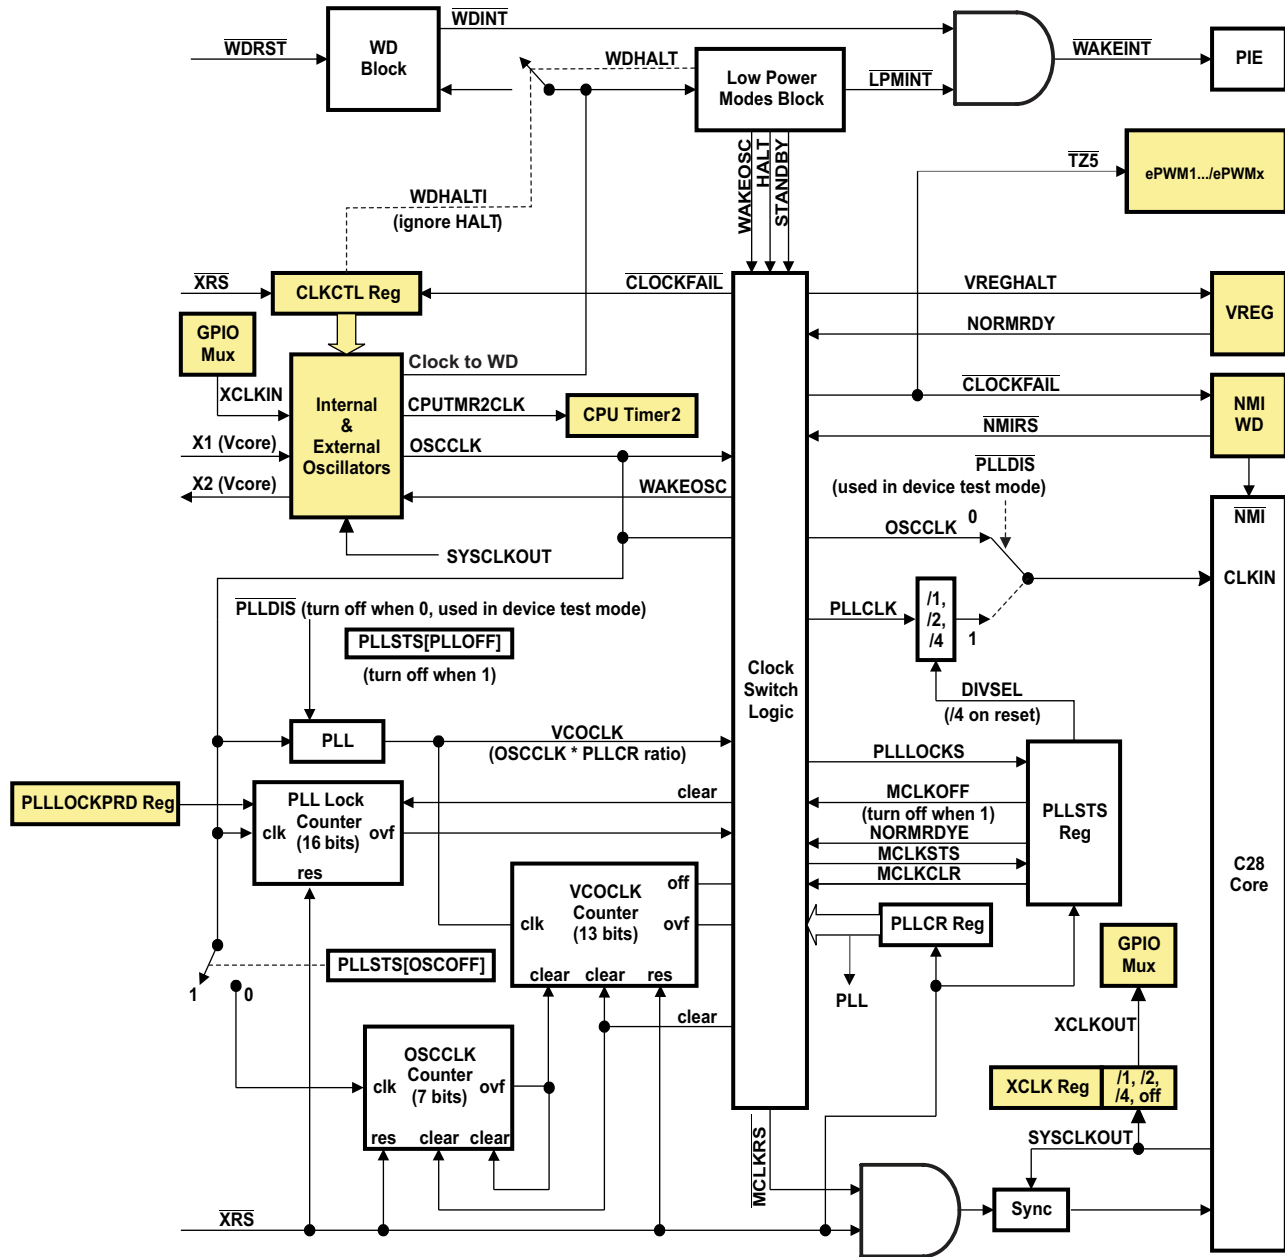 WDINT
WDRST
WD
Block
WDHALT
Low Power
Modes Block
LPMINT
WAKEINT
PIE
WAKEOSC
HALT
STANDBY
TZ5
ePWM1.../ePWMx
WDHALTI
(ignore HALT)
XRS
CLKCTL Reg
CLOCKFAIL
VREGHALT
NORMRDY
VREG
GPIO
Mux
XCLKIN
Clock to WD
Internal
&
External
Oscillators
CPUTMR2CLK
CPU Timer2
CLOCKFAIL
NMIRS
NMI
WD
X1 (Vcore)
OSCCLK
X2 (Vcore)
WAKEOSC
SYSCLKOUT
PLLDIS
(used in device test mode)
OSCCLK
0
NMI
CLKIN
PLLCLK
/1,
/2,
/4
1
PLLDIS (turn off when 0, used in device test mode)
PLLSTS[PLLOFF]
(turn off when 1)
Clock
Switch
Logic
DIVSEL
(/4 on reset)
PLL
VCOCLK
(OSCCLK * PLLCR ratio)
PLLLOCKS
PLLLOCKPRD Reg
PLL Lock
Counter
(16 bits)
clk
ovf
res
clear
MCLKOFF
(turn off when 1)
NORMRDYE
MCLKSTS
MCLKCLR
PLLSTS
Reg
C28
Core
VCOCLK
Counter
(13 bits)
off
clk
ovf
clear
clear
res
PLLCR Reg
PLL
GPIO
Mux
PLLSTS[OSCOFF]
1
0
clear
XCLKOUT
OSCCLK
Counter
(7 bits)
clk
ovf
res
clear
clear
XCLK Reg
/1, /2,
/4, off
SYSCLKOUT
MCLKRS
XRS
Sync